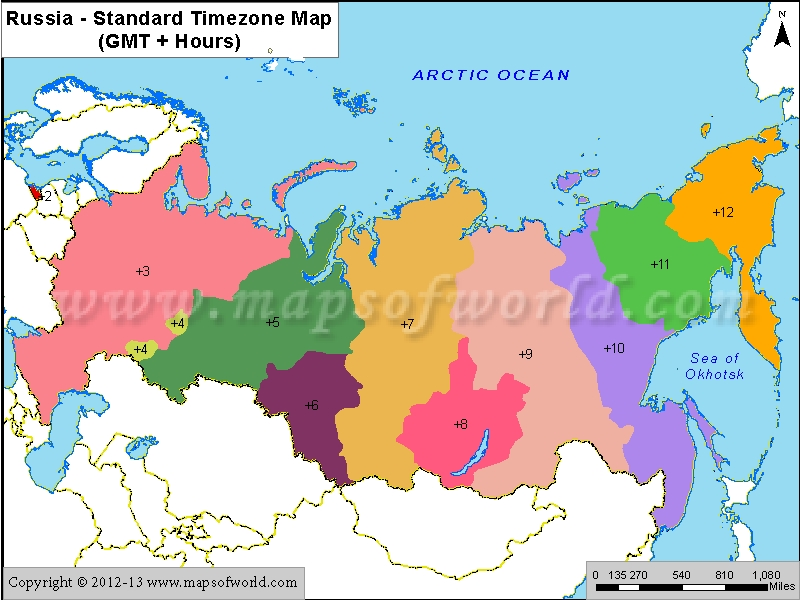 Russia - Standard Timezone Map
(GMT + Hours)
N
ARCTIC OCEAN
+2
+12
+3
+11
www.mapsofworld.com
+4
+5
+7
+4
+9
+10
Sea of
Okhotsk
+6
+8
0 135 270 540 810 1,080
Miles
Copyright © 2012-13 www.mapsofworld.com